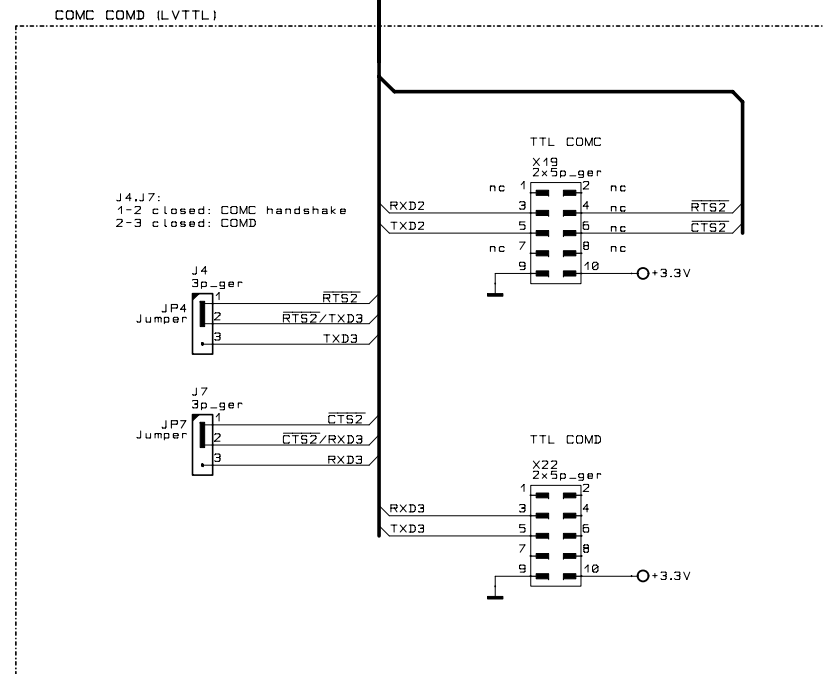 COMC COMD (LVTTL)
TTL COMC
X19
2x5p_ger
nc 1 2 nc
RXD2 3 4 nc RTS2
TXD2 5 6 nc CTS2
nc 7 8 nc
9 10 +3.3V
J4,J7:
1-2 closed: COMC handshake
2-3 closed: COMD
J4
3p_ger
JP4
Jumper
1 RTS2
2 RTS2/TXD3
3 TXD3
J7
3p_ger
JP7
Jumper
1 CTS2
2 CTS2/RXD3
3 RXD3
TTL COMD
X22
2x5p_ger
1 2
RXD3 3 4
TXD3 5 6
7 8
9 10 +3.3V